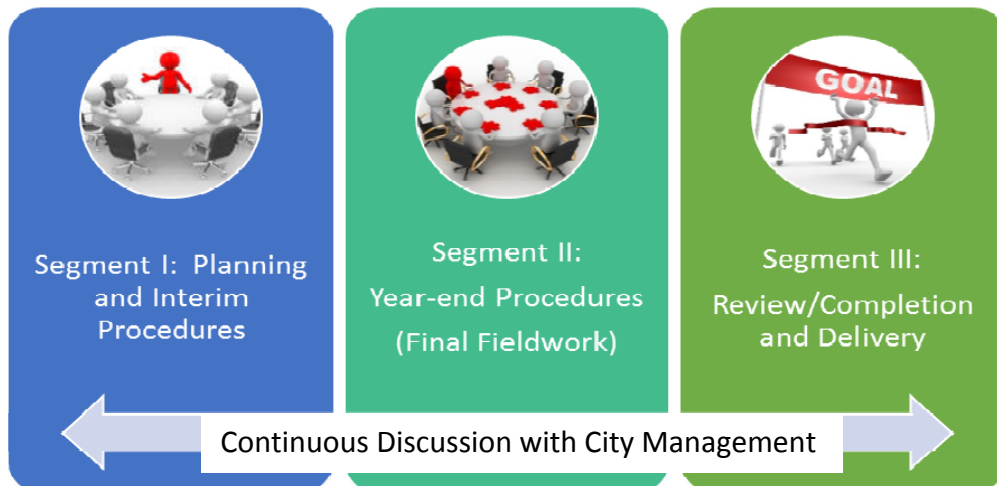 GOAL
Segment I: Planning
and Interim
Procedures
Segment II:
Year-end Procedures
(Final Fieldwork)
Segment III:
Review/Completion
and Delivery
Continuous Discussion with City Management